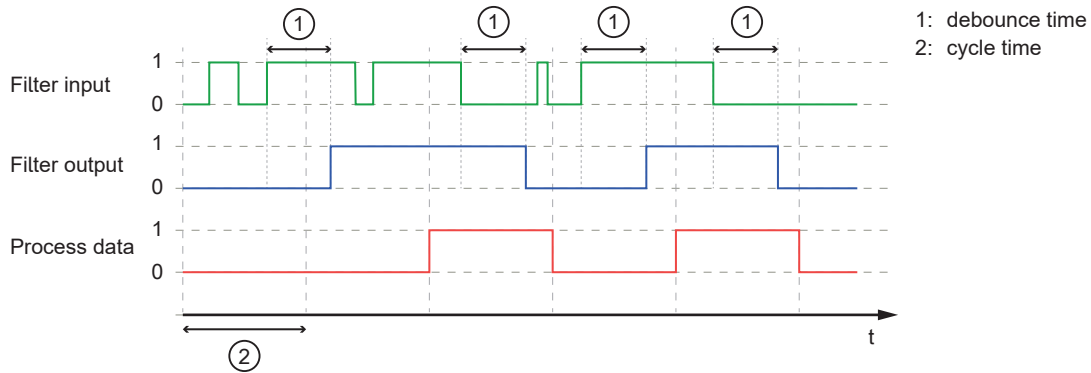 1 1 1 1
1: debounce time
2: cycle time
1
Filter input
0
1
Filter output
0
1
Process data
0
t
2